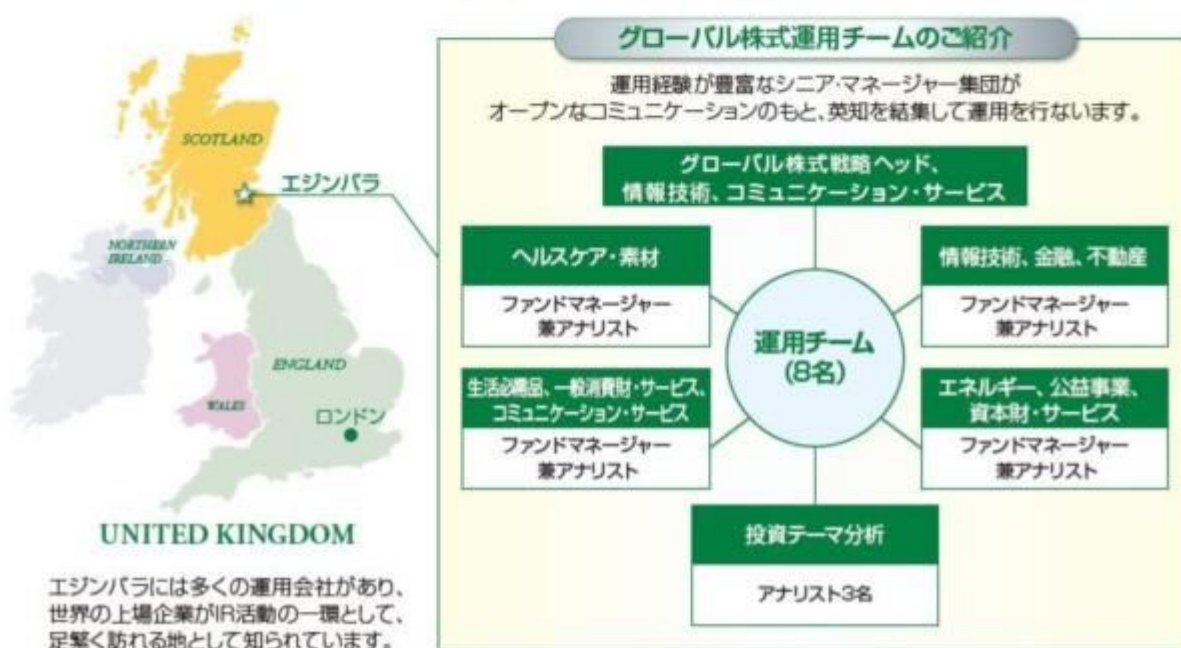 SCOTLAND
エジンバラ
NORTHERN
IRELAND
ENGLAND
WALES
ロンドン
UNITED KINGDOM
エジンバラには多くの運用会社があり、
世界の上場企業がIR活動の一環として、
足繁く訪れる地として知られています。
グローバル株式運用チームのご紹介
運用経験が豊富なシニア・マネージャー集団が
オープンなコミュニケーションのもと、英知を結集して運用を行ないます。
グローバル株式戦略ヘッド、
情報技術、コミュニケーション・サービス
ヘルスケア・素材
ファンドマネージャー
兼アナリスト
情報技術、金融、不動産
ファンドマネージャー
兼アナリスト
運用チーム
(8名)
生活必需品、一般消費財・サービス、
コミュニケーション・サービス
ファンドマネージャー
兼アナリスト
エネルギー、公益事業、
資本財・サービス
ファンドマネージャー
兼アナリスト
投資テーマ分析
アナリスト3名